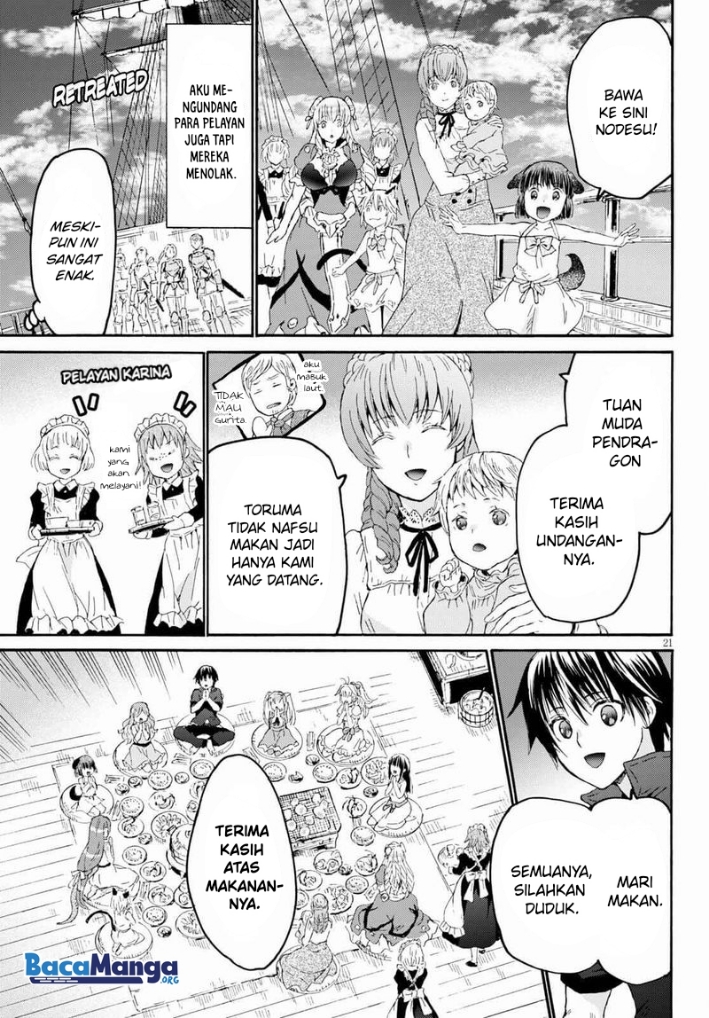 BAWA
KE SINI
NODESU!
AKU ME-
NGUNDANG
PARA PELAYAN
JUGA TAPI
MEREKA
MENOLAK.
RETREATED
MESKI-
PUN INI
SANGAT
ENAK.
TUAN
MUDA
PENDRA-
GON
TERIMA
KASIH
UNDANGAN-
NYA.
aku
mabuk
laut.
TIDAK
MAU
Gurita.
TORUMA
TIDAK NAFSU
MAKAN JADI
HANYA KAMI
YANG DATANG.
PELAYAN KARINA
kami
yang
akan
melayani!
21
MARI
MAKAN.
SEMUANYA,
SILAHKAN
DUDUK.
TERIMA
KASIH
ATAS
MAKANAN-
NYA.
BacaManga
.ORG